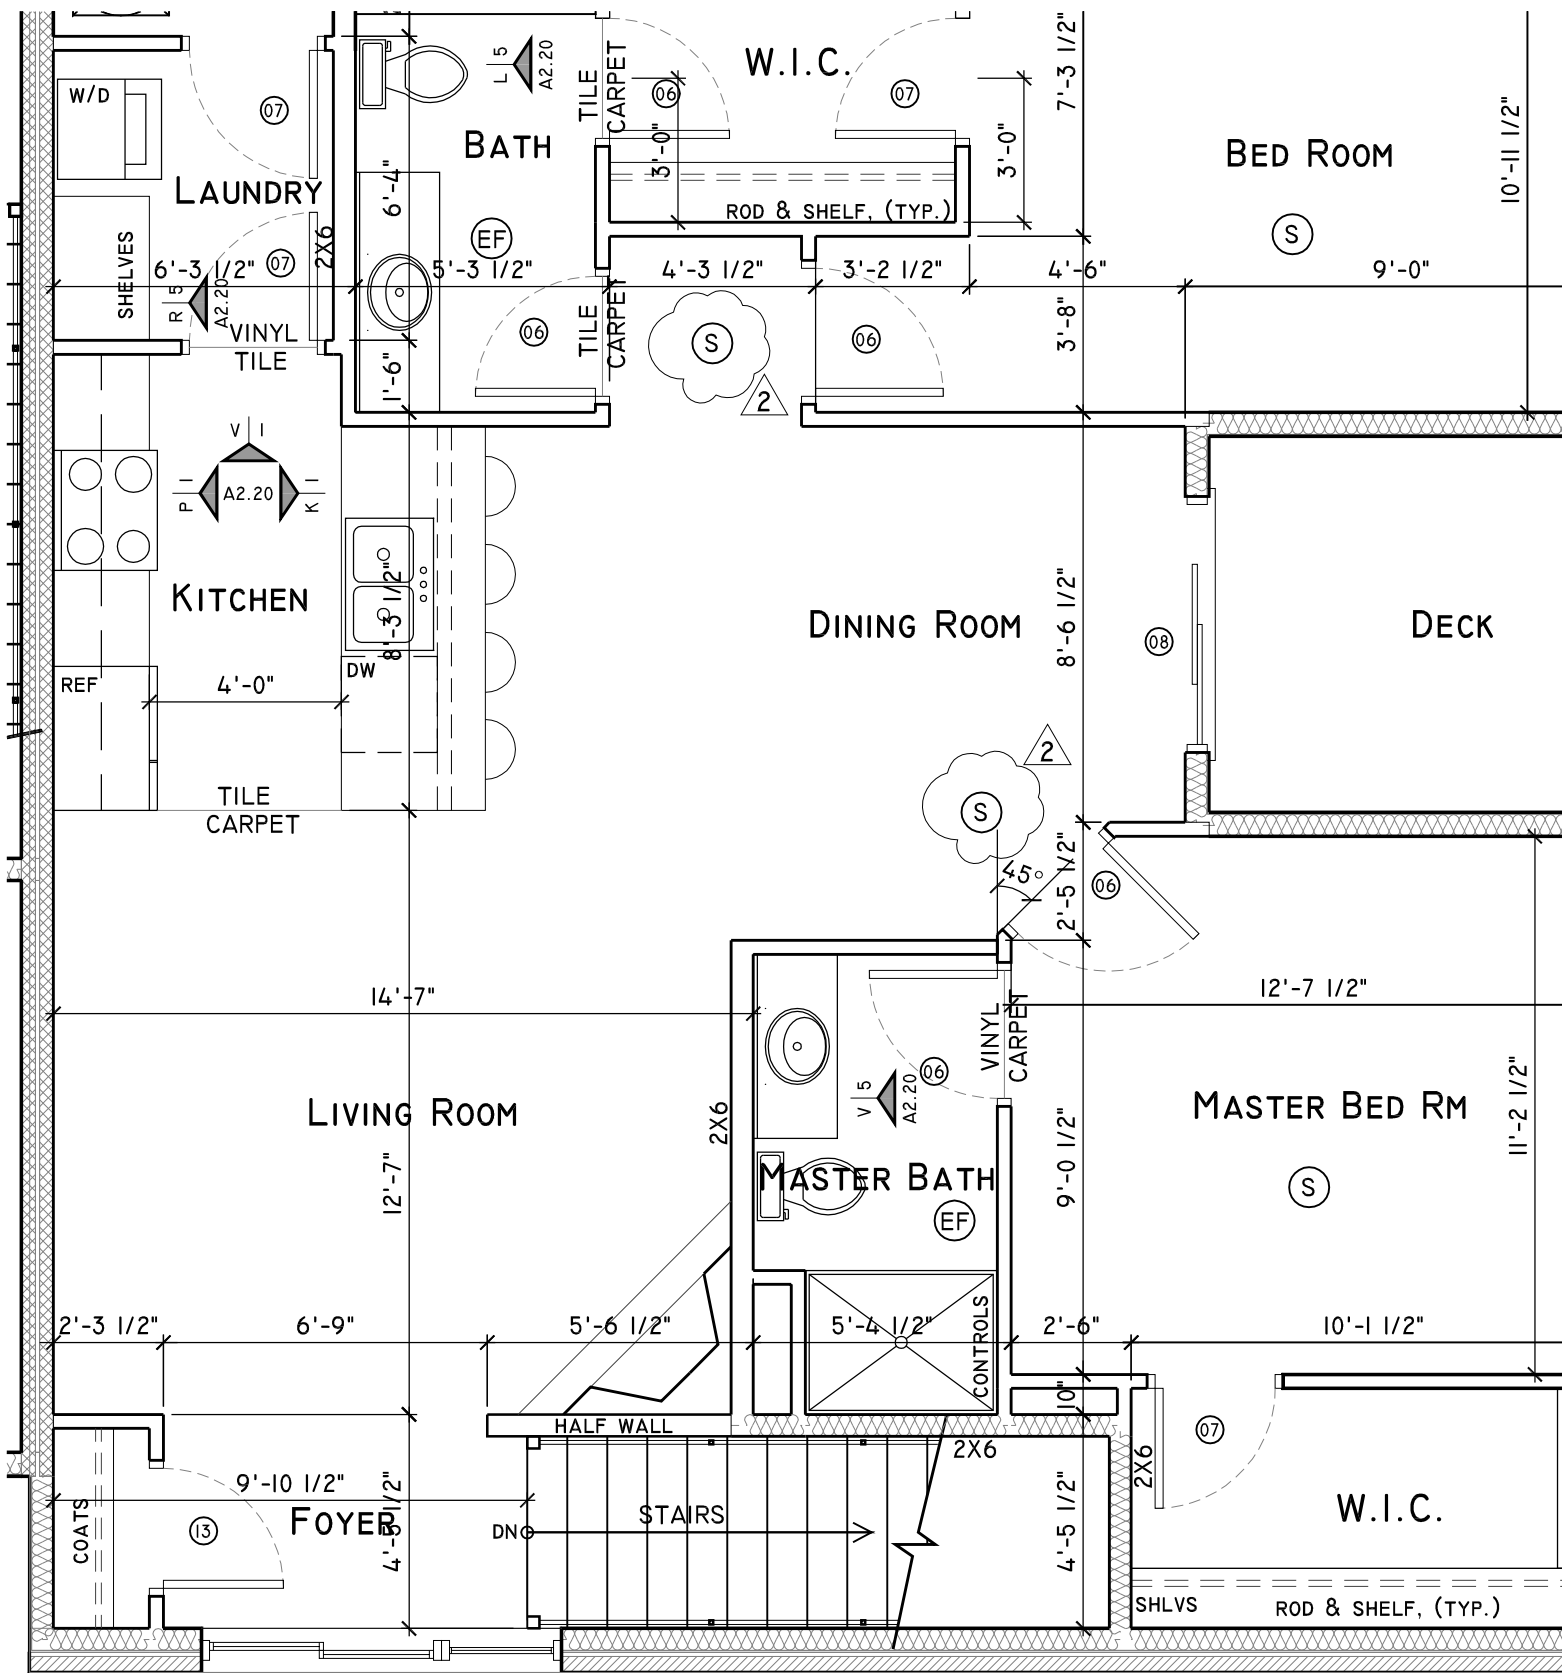 W.I.C.
7'-3 1/2"
L 5
A2.20
TILE
CARPET
06
07
W/D
07
3'-0"
3'-0"
BATH
BED ROOM
10'-11 1/2"
LAUNDRY
6'-4"
ROD & SHELF, (TYP.)
EF
S
2X6
SHELVES
07
6'-3 1/2"
5'-3 1/2"
4'-3 1/2"
3'-2 1/2"
4'-6"
9'-0"
R 5
A2.20
VINYL
TILE
TILE
CARPET
06
S
06
3'-8"
1'-6"
2
V 1
P 1
A2.20
K 1
KITCHEN
8'-3 1/2"
DINING ROOM
8'-6 1/2"
08
DECK
REF
4'-0"
DW
2
TILE
CARPET
S
45°
2'-5 1/2"
06
14'-7"
12'-7 1/2"
VINYL
CARPET
06
V 5
A2.20
LIVING ROOM
2X6
MASTER BED RM
11'-2 1/2"
12'-7"
MASTER BATH
9'-0 1/2"
S
EF
2'-3 1/2"
6'-9"
5'-6 1/2"
5'-4 1/2"
CONTROLS
2'-6"
10'-1 1/2"
10"
HALF WALL
2X6
2X6
07
9'-10 1/2"
COATS
13
FOYER
4'-5 1/2"
DN
STAIRS
4'-5 1/2"
W.I.C.
SHLVS
ROD & SHELF, (TYP.)